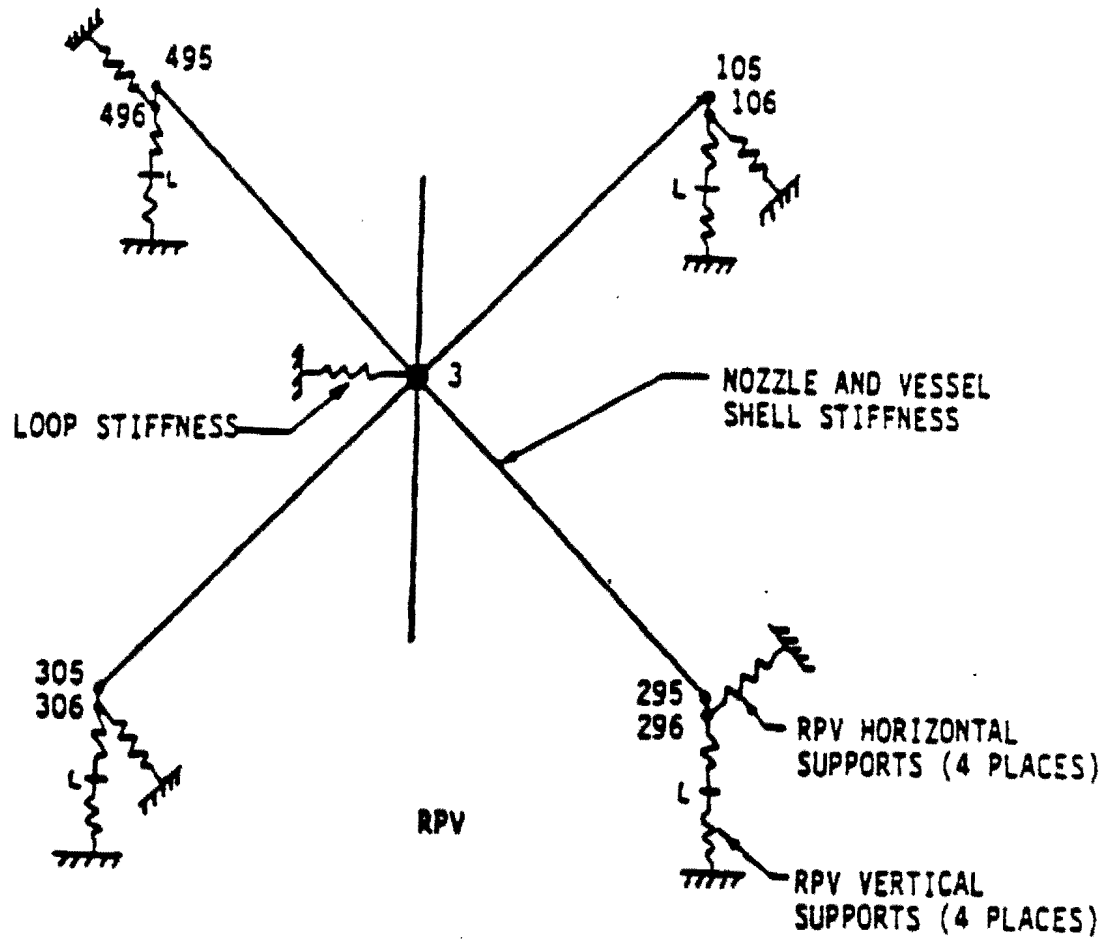 495
496
105
106
L
L
3
LOOP STIFFNESS
NOZZLE AND VESSEL
SHELL STIFFNESS
305
306
295
296
L
L
RPV HORIZONTAL
SUPPORTS (4 PLACES)
RPV
RPV VERTICAL
SUPPORTS (4 PLACES)